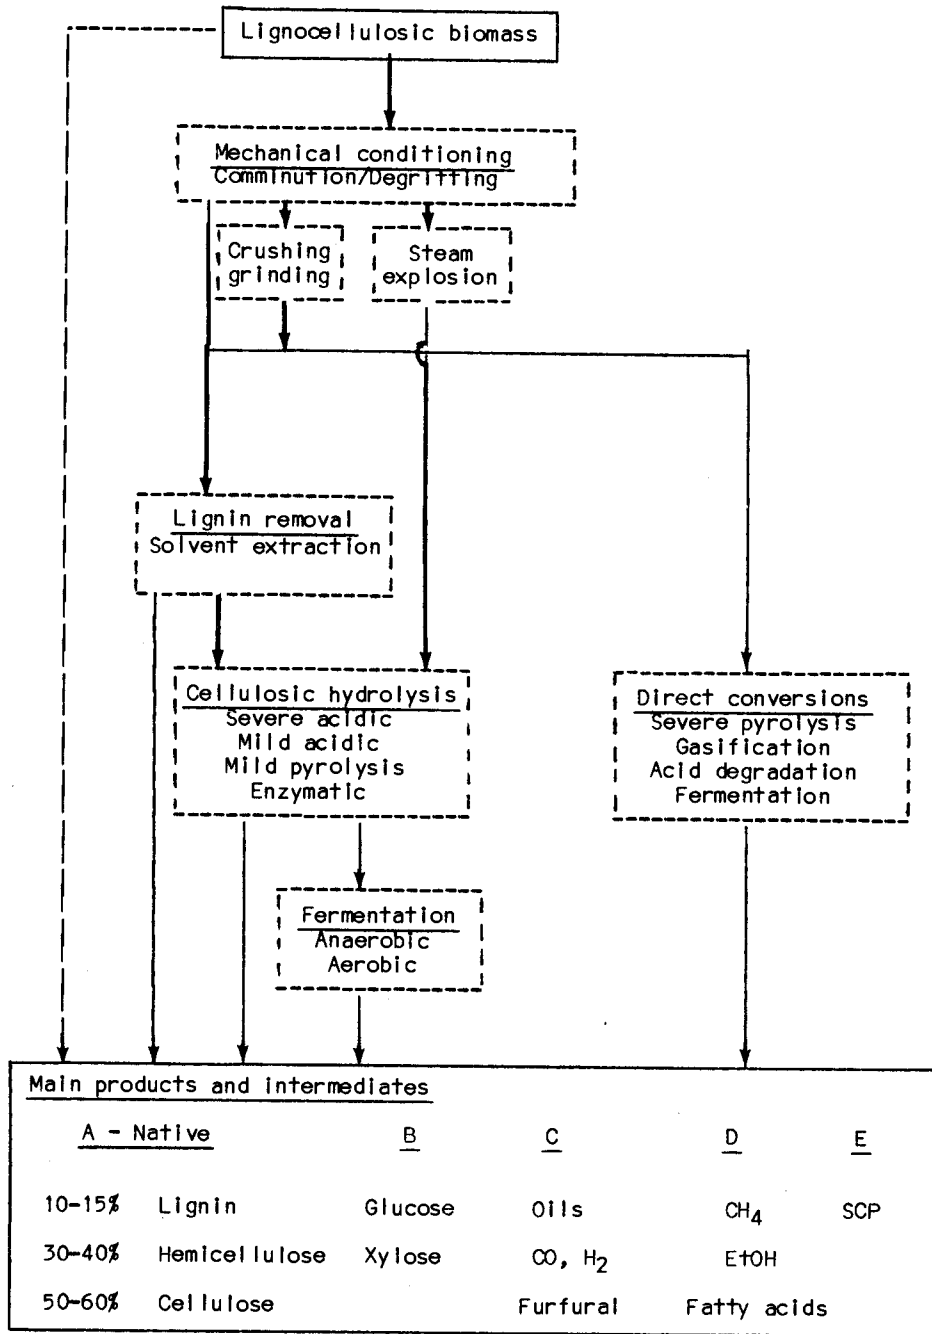 Lignocellulosic biomass
Mechanical conditioning
Comminution/Degritting
Crushing
grinding
Steam
explosion
Lignin removal
Solvent extraction
Cellulosic hydrolysis
Severe acidic
Mild acidic
Mild pyrolysis
Enzymatic
Direct conversions
Severe pyrolysis
Gasification
Acid degradation
Fermentation
Fermentation
Anaerobic
Aerobic
Main products and intermediates
A - Native B C D E
10-15% Lignin Glucose Oils CH4 SCP
30-40% Hemicellulose Xylose CO, H2 EtOH
50-60% Cellulose Furfural Fatty acids